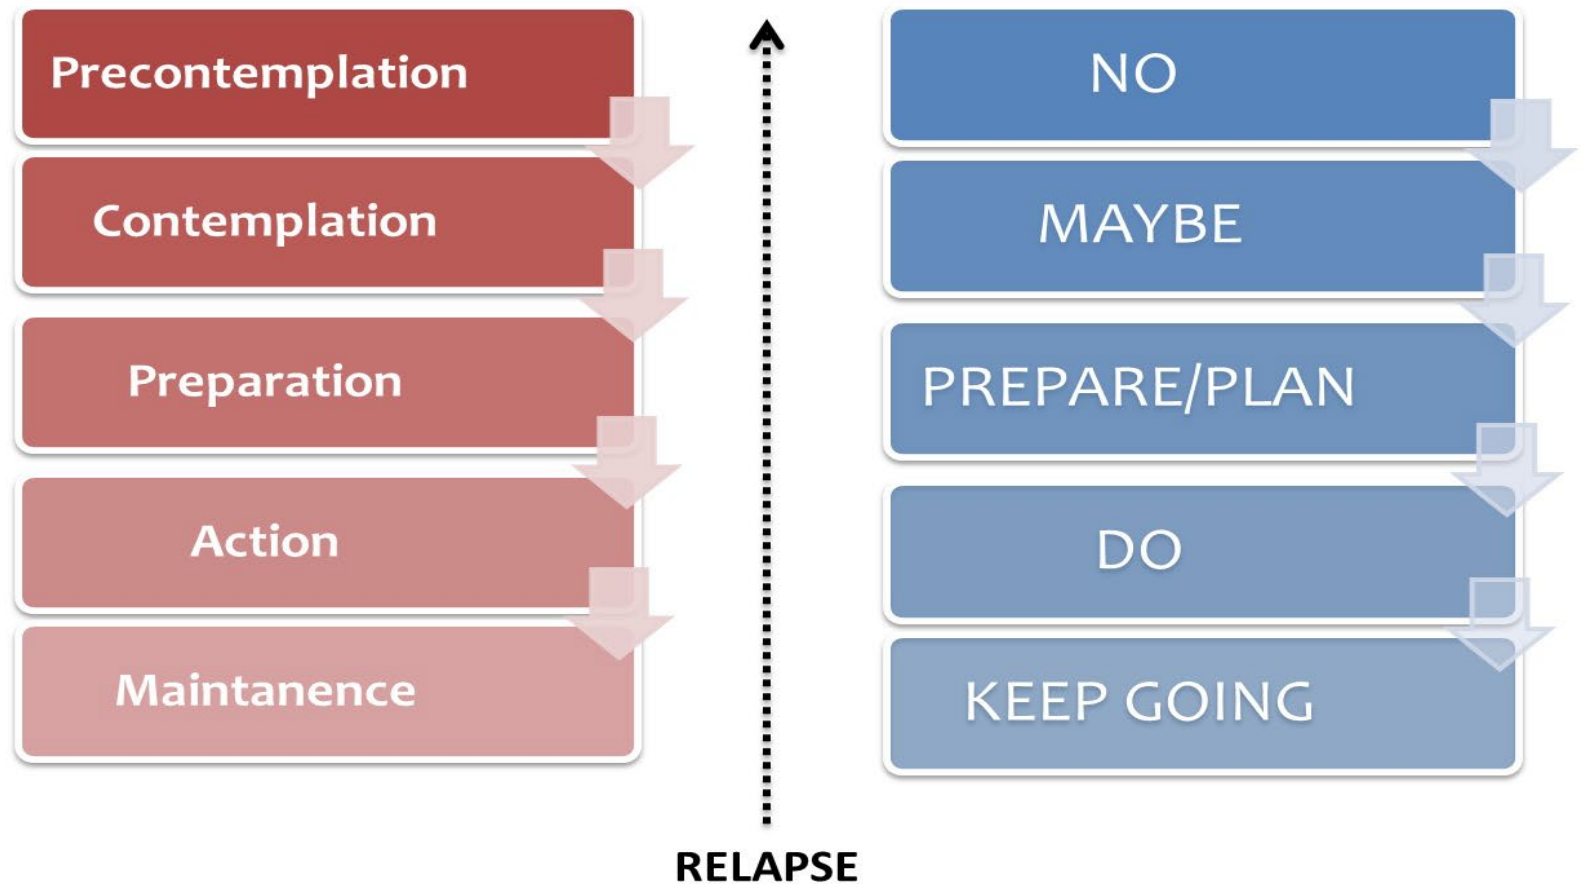 Precontemplation
Contemplation
Preparation
Action
Maintanence
NO
MAYBE
PREPARE/PLAN
DO
KEEP GOING
RELAPSE